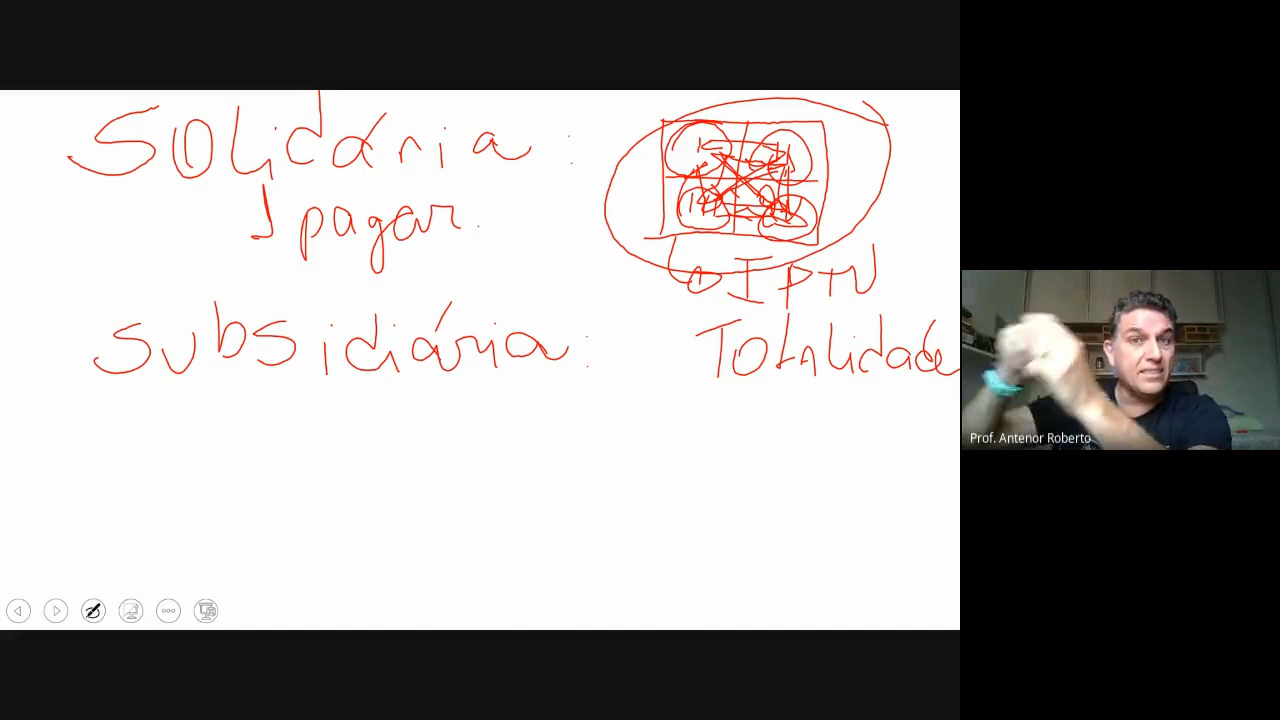 Solidária :
pagar.
IPTU
subsidiária : Totalidade
Prof. Antenor Roberto